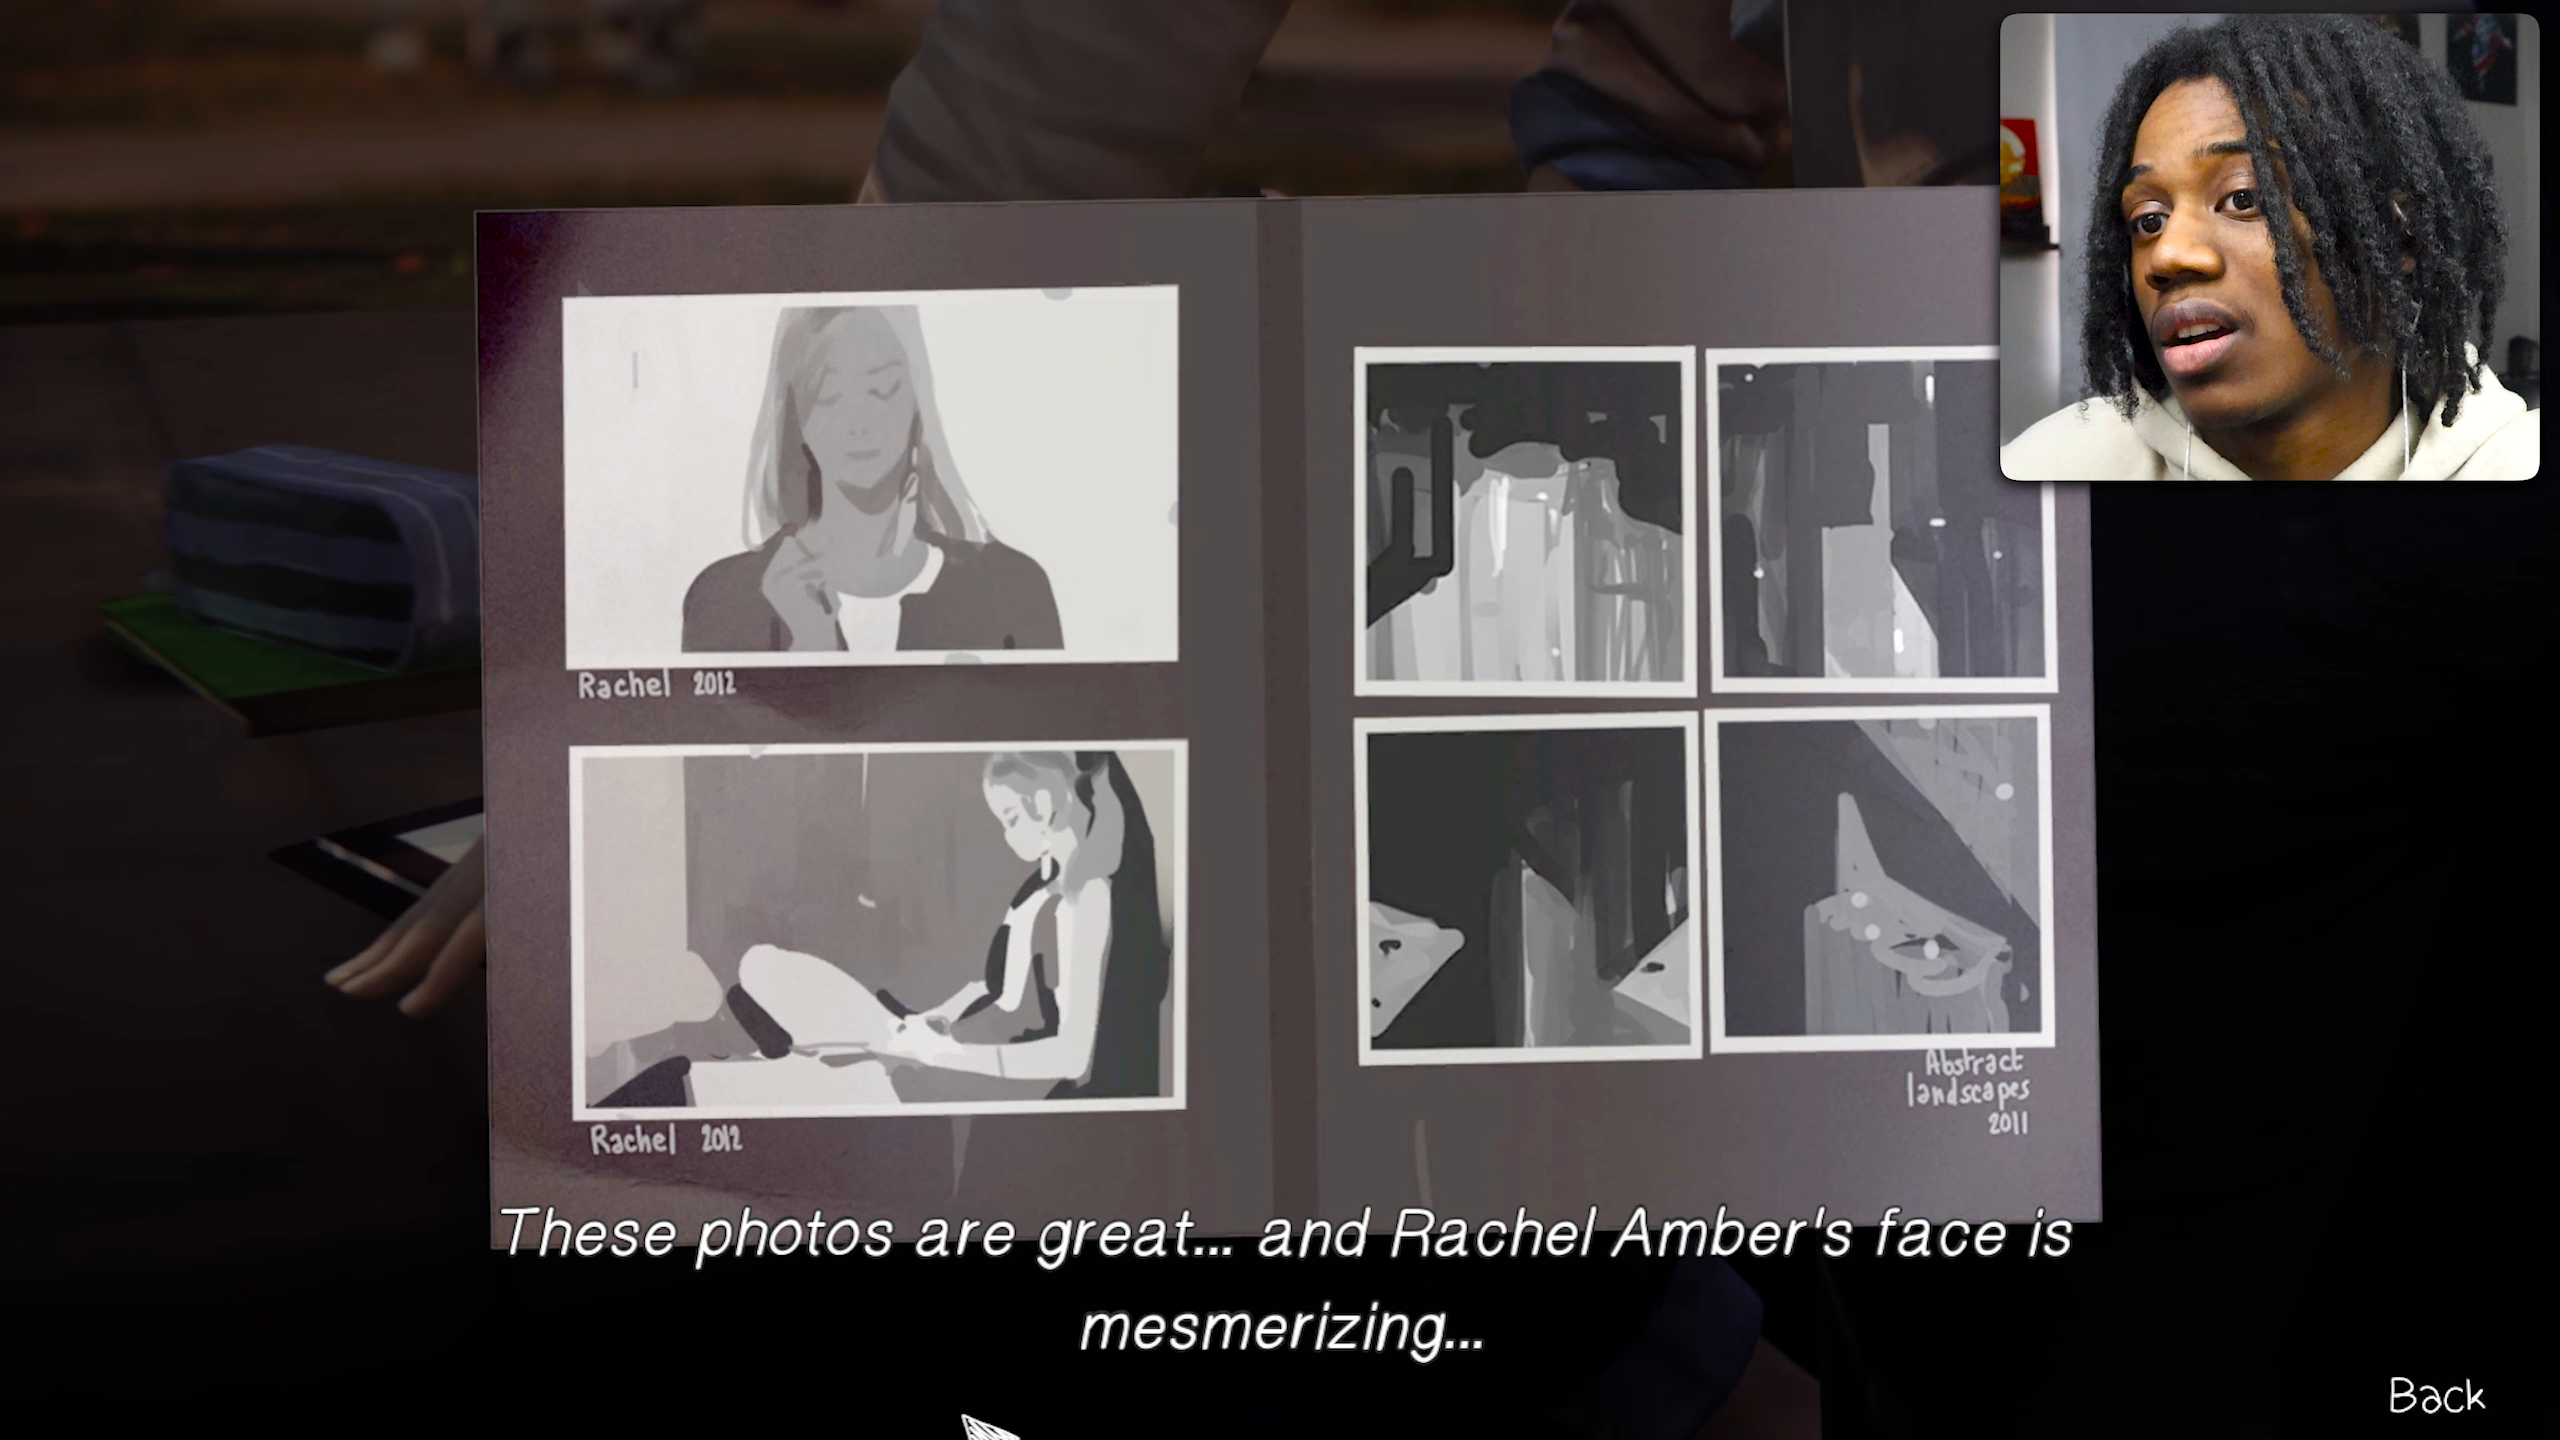 Rachel 2012
Rachel 2012
Abstract
landscapes
2011
These photos are great... and Rachel Amber's face is
mesmerizing...
Back